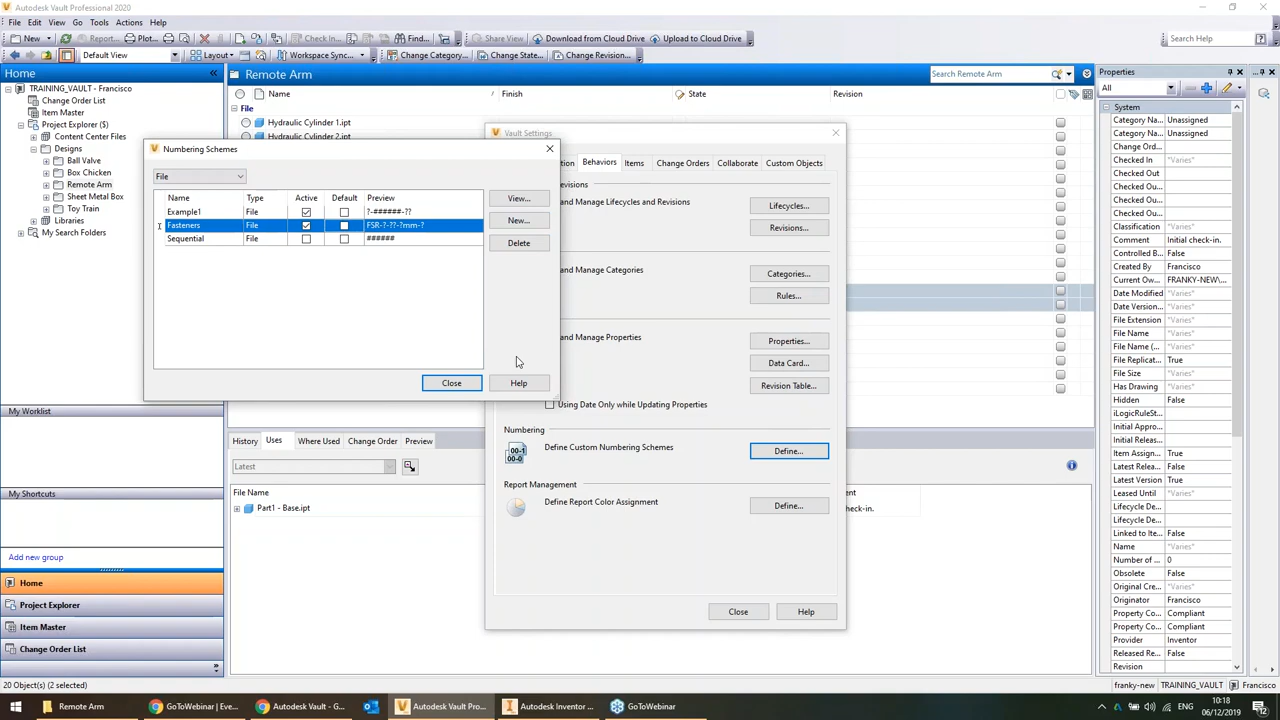 Autodesk Vault Professional 2020
File Edit View Go Tools Actions Help
New Report... Plot... Check In... Find... Share View... Download from Cloud Drive Upload to Cloud Drive Search Help
Default View Layout Workspace Sync... Change Category... Change State... Change Revision...
Home
TRAINING_VAULT - Francisco
Change Order List
Item Master
Project Explorer ($)
Content Center Files
Designs
Ball Valve
Box Chicken
Remote Arm
Sheet Metal Box
Toy Train
Libraries
My Search Folders
My Worklist
My Shortcuts
Add new group
Home
Project Explorer
Item Master
Change Order List
Remote Arm
Search Remote Arm
Name Finish State Revision
File
Hydraulic Cylinder 1.ipt
Hydraulic Cylinder 2.ipt
Numbering Schemes
File
Name Type Active Default Preview
Example1 File ?-######-??
Fasteners File FSR-?-??-?mm-?
Sequential File ######
View...
New...
Delete
Close Help
Vault Settings
Behaviors Items Change Orders Collaborate Custom Objects
and Manage Lifecycles and Revisions
Lifecycles...
Revisions...
and Manage Categories
Categories...
Rules...
and Manage Properties
Properties...
Data Card...
Revision Table...
Using Date Only while Updating Properties
Numbering
Define Custom Numbering Schemes Define...
Report Management
Define Report Color Assignment Define...
Close Help
History Uses Where Used Change Order Preview
Latest
File Name
Part1 - Base.ipt
Properties
All
System
Category Na... Unassigned
Category Na... Unassigned
Change Ord...
Checked In
Checked Out
Checked Out
Checked Out
Classification *Varies*
Comment Initial check-in.
Controlled B... False
Created By Francisco
Current Ow... FRANKY-NEW\...
Date Modified *Varies*
Date Version... *Varies*
File Extension
File Name *Varies*
File Name (... *Varies*
File Replicat... True
File Size *Varies*
Has Drawing *Varies*
Hidden False
iLogicRuleSt...
Initial Appro...
Initial Releas...
Item Assign... True
Latest Relea... False
Latest Version True
Leased Until
Lifecycle De...
Lifecycle De...
Linked to Ite... False
Name *Varies*
Number of ... 0
Obsolete False
Original Cre... *Varies*
Originator Francisco
Property Co... Compliant
Property Co... Compliant
Provider Inventor
Released Re... False
Revision
20 Object(s) (2 selected)
franky-new TRAINING_VAULT Francisco
Remote Arm GoToWebinar | Eve... Autodesk Vault - G... Autodesk Vault Pro... Autodesk Inventor ... GoToWebinar
10:18
06/12/2019